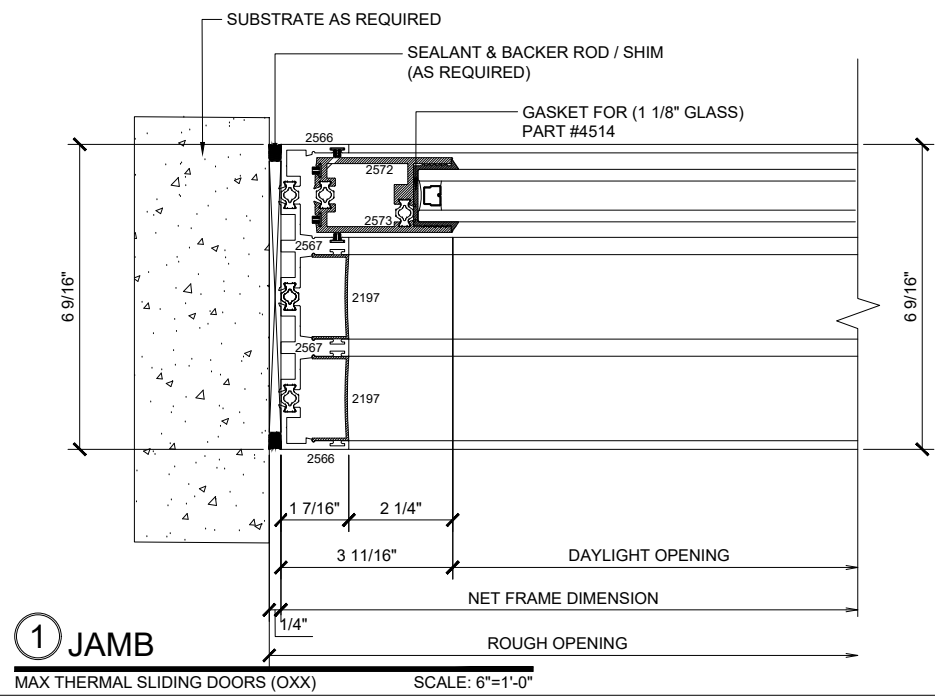 SUBSTRATE AS REQUIRED
SEALANT & BACKER ROD / SHIM
(AS REQUIRED)
GASKET FOR (1 1/8" GLASS)
PART #4514
2566
2572
2573
2567
2197
2567
2197
2566
6 9/16"
6 9/16"
1 7/16"
2 1/4"
3 11/16"
DAYLIGHT OPENING
NET FRAME DIMENSION
1/4"
ROUGH OPENING
1 JAMB
MAX THERMAL SLIDING DOORS (OXX) SCALE: 6"=1'-0"